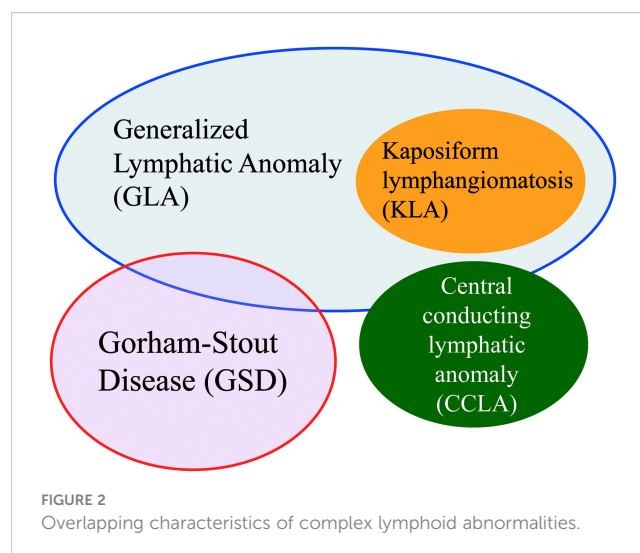 Generalized
Lymphatic Anomaly
(GLA)
Kaposiform
lymphangiomatosis
(KLA)
Gorham-Stout
Disease (GSD)
Central
conducting
lymphatic
anomaly
(CCLA)
FIGURE 2
Overlapping characteristics of complex lymphoid abnormalities.